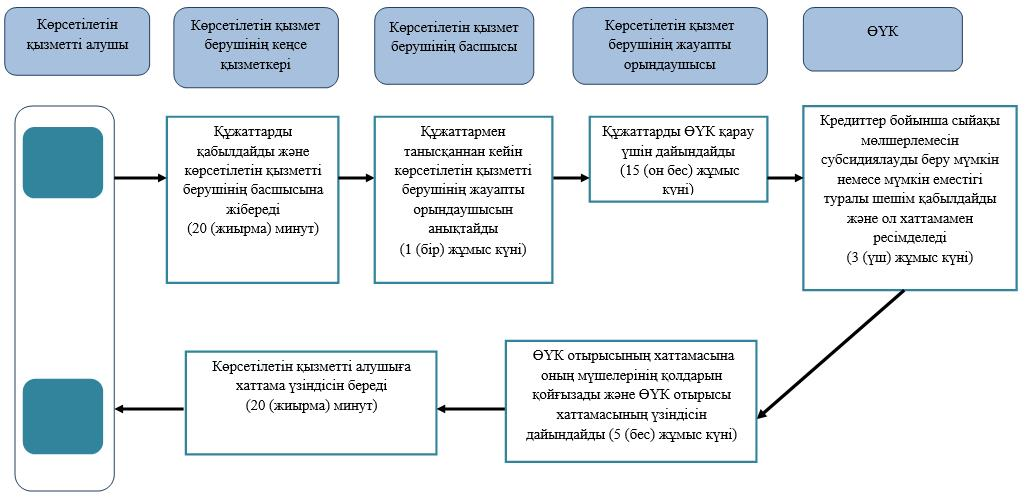 Көрсетілетін
қызметті алушы
Көрсетілетін қызмет
берушінің кеңсе
қызметкері
Көрсетілетін қызмет
берушінің басшысы
Көрсетілетін қызмет
берушінің жауапты
орындаушысы
ӨҮК
Құжаттарды
қабылдайды және
көрсетілетін қызметті
берушінің басшысына
жібереді
(20 (жиырма) минут)
Құжаттармен
танысқаннан кейін
көрсетілетін қызметті
берушінің жауапты
орындаушысын
анықтайды
(1 (бір) жұмыс күні)
Құжаттарды ӨҮК қарау
үшін дайындайды
(15 (он бес) жұмыс
күні)
Кредиттер бойынша сыйақы
мөлшерлемесін
субсидиялауды беру мүмкін
немесе мүмкін еместігі
туралы шешім қабылдайды
және ол хаттамамен
ресімделеді
(3 (үш) жұмыс күні)
Көрсетілетін қызметті алушыға
хаттама үзіндісін береді
(20 (жиырма) минут)
ӨҮК отырысының хаттамасына
оның мүшелерінің қолдарын
қойғызады және ӨҮК отырысы
хаттамасының үзіндісін
дайындайды (5 (бес) жұмыс күні)